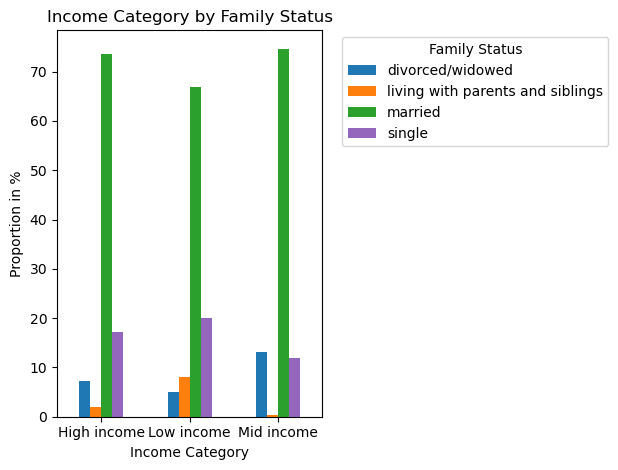 Income Category by Family Status
Family Status
divorced/widowed
living with parents and siblings
married
single
Proportion in %
70
60
50
40
30
20
10
0
High income Low income Mid income
Income Category